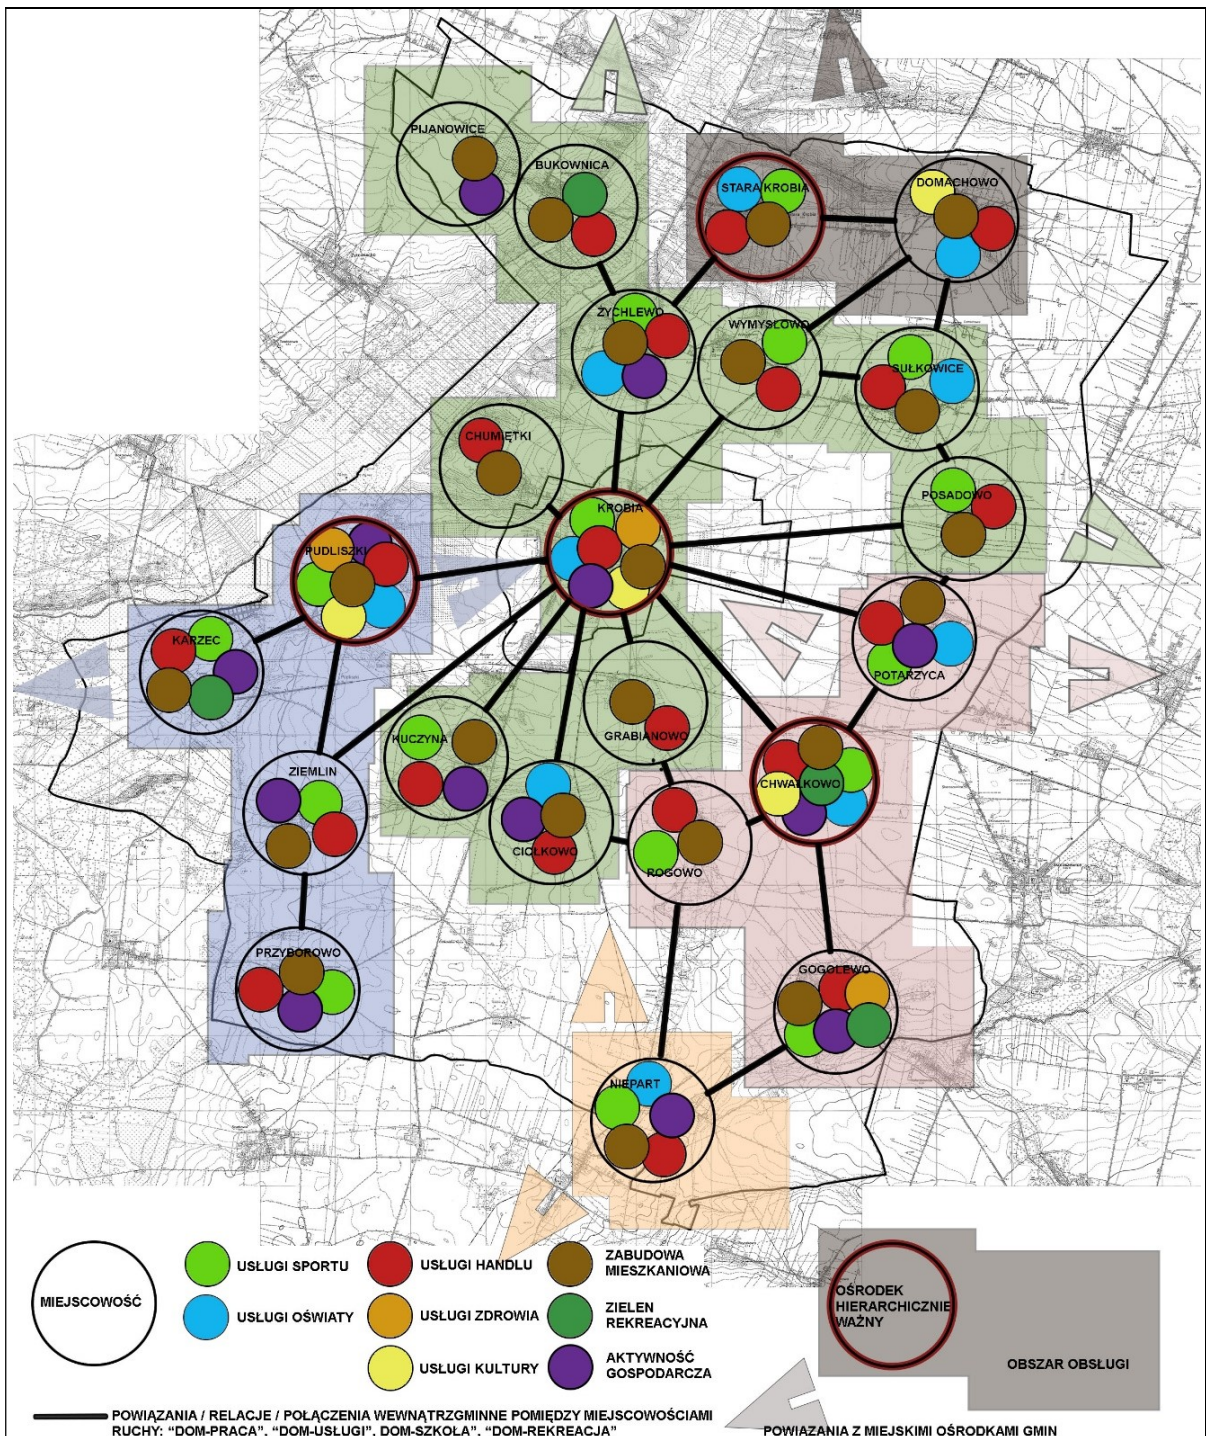 PIJANOWICE
BUKOWNICA
STARA KROBIA
DOMACHOWO
ŻYCHLEWO
WYMYSŁOWO
SUŁKOWICE
CHUMIĘTKI
POSADOWO
KROBIA
PUDLISZKI
KARZEC
POTARZYCA
KUCZYNA
GRABIANOWO
ZIEMLIN
CHWAŁKOWO
CIOŁKOWO
ROGOWO
PRZYBOROWO
GOGOLEWO
NIEPART
MIEJSCOWOŚĆ
USŁUGI SPORTU
USŁUGI OŚWIATY
USŁUGI HANDLU
USŁUGI ZDROWIA
USŁUGI KULTURY
ZABUDOWA
MIESZKANIOWA
ZIELEN
REKREACYJNA
AKTYWNOŚĆ
GOSPODARCZA
OŚRODEK
HIERARCHICZNIE
WAŻNY
OBSZAR OBSŁUGI
POWIĄZANIA / RELACJE / POŁĄCZENIA WEWNĄTRZGMINNE POMIĘDZY MIEJSCOWOŚCIAMI
RUCHY: "DOM-PRACA", "DOM-USŁUGI", DOM-SZKOŁA", "DOM-REKREACJA"
POWIĄZANIA Z MIEJSKIMI OŚRODKAMI GMIN